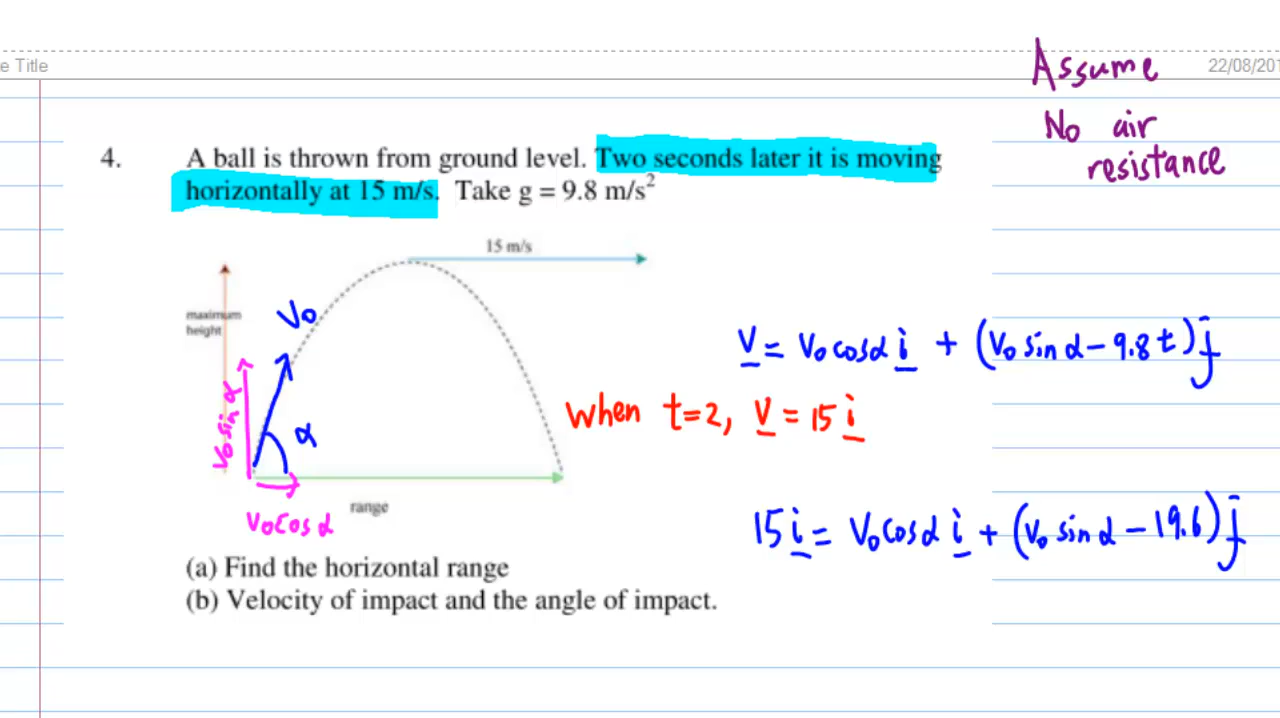 e Title
22/08/201
Assume
No air
resistance
4. A ball is thrown from ground level. Two seconds later it is moving
horizontally at 15 m/s. Take g = 9.8 m/s²
15 m/s
maximum
height
V₀
V₀ sin α
α
V₀ cos α
range
V = V₀ cos α i + (V₀ sin α − 9.8 t) j
When t=2, V = 15 i
15 i = V₀ cos α i + (V₀ sin α − 19.6) j
(a) Find the horizontal range
(b) Velocity of impact and the angle of impact.